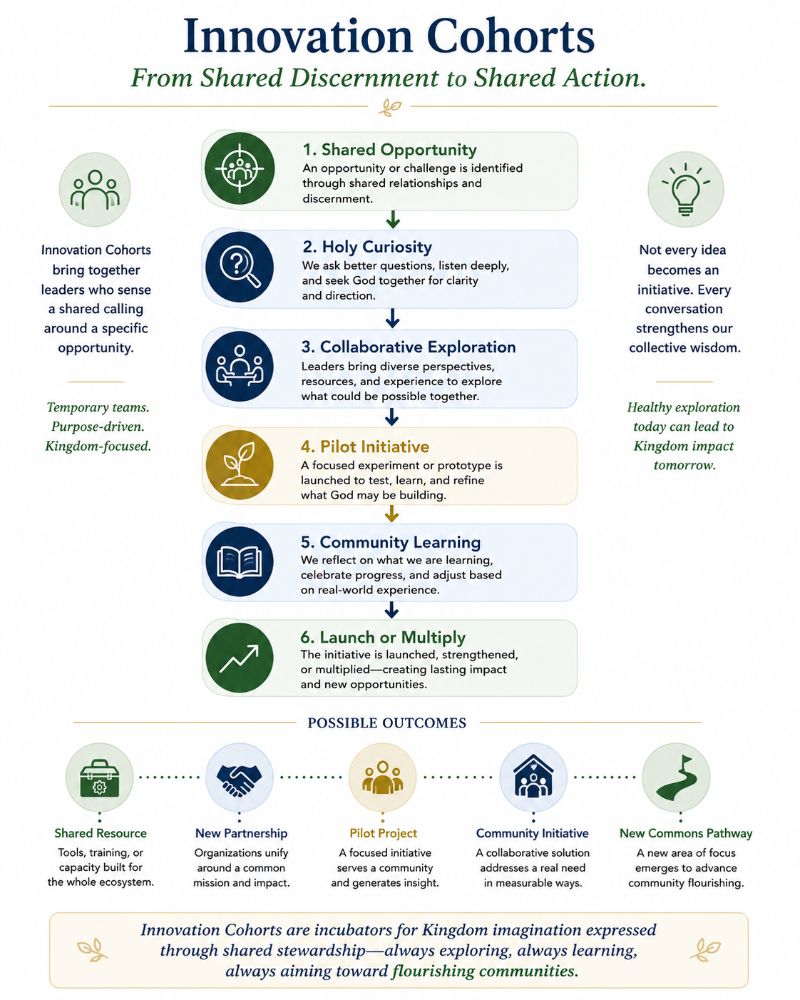 Innovation Cohorts
From Shared Discernment to Shared Action.
Innovation Cohorts
bring together
leaders who sense
a shared calling
around a specific
opportunity.
Temporary teams.
Purpose-driven.
Kingdom-focused.
1. Shared Opportunity
An opportunity or challenge is identified
through shared relationships and
discernment.
2. Holy Curiosity
?
We ask better questions, listen deeply,
and seek God together for clarity
and direction.
3. Collaborative Exploration
Leaders bring diverse perspectives,
resources, and experience to explore
what could be possible together.
4. Pilot Initiative
A focused experiment or prototype is
launched to test, learn, and refine
what God may be building.
5. Community Learning
We reflect on what we are learning,
celebrate progress, and adjust based
on real-world experience.
6. Launch or Multiply
The initiative is launched, strengthened,
or multiplied—creating lasting impact
and new opportunities.
Not every idea
becomes an
initiative. Every
conversation
strengthens our
collective wisdom.
Healthy exploration
today can lead to
Kingdom impact
tomorrow.
POSSIBLE OUTCOMES
Shared Resource
Tools, training, or
capacity built for
the whole ecosystem.
New Partnership
Organizations unify
around a common
mission and impact.
Pilot Project
A focused initiative
serves a community
and generates insight.
Community Initiative
A collaborative solution
addresses a real need
in measurable ways.
New Commons Pathway
A new area of focus
emerges to advance
community flourishing.
Innovation Cohorts are incubators for Kingdom imagination expressed
through shared stewardship—always exploring, always learning,
always aiming toward flourishing communities.